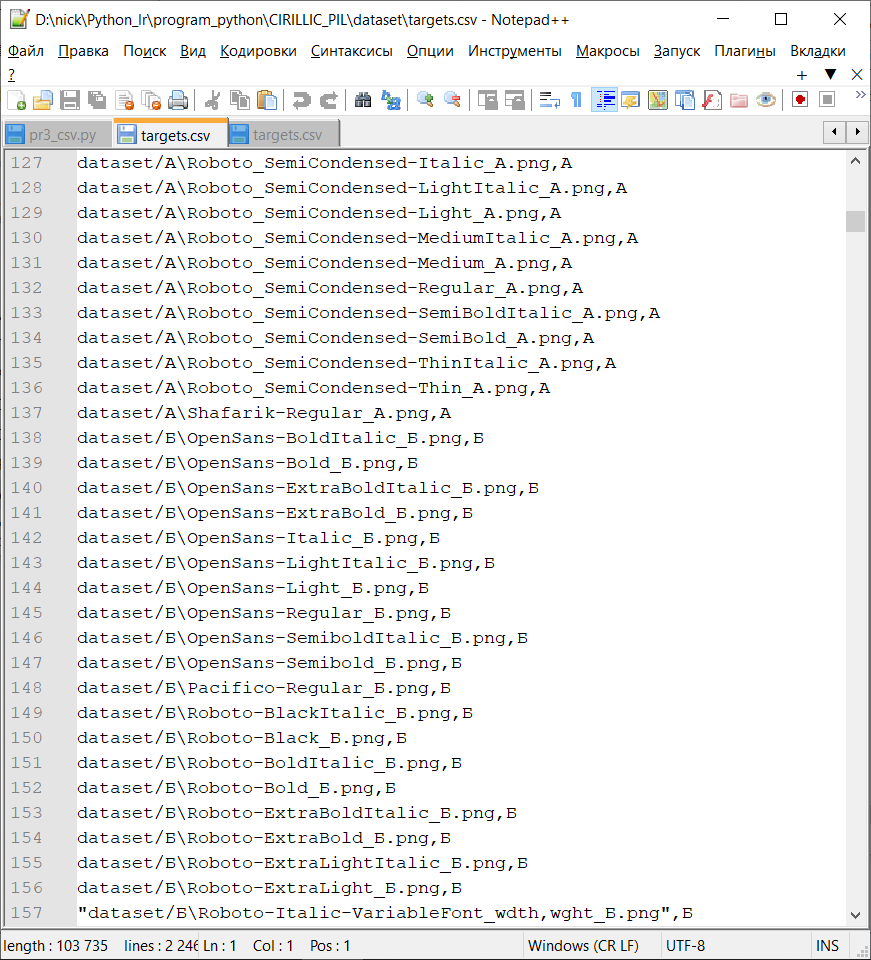 D:\nick\Python_lr\program_python\CIRILLIC_PIL\dataset\targets.csv - Notepad++
Файл Правка Поиск Вид Кодировки Синтаксисы Опции Инструменты Макросы Запуск Плагины Вкладки
?
pr3_csv.py targets.csv targets.csv
127 dataset/А\Roboto_SemiCondensed-Italic_А.png,А
128 dataset/А\Roboto_SemiCondensed-LightItalic_А.png,А
129 dataset/А\Roboto_SemiCondensed-Light_А.png,А
130 dataset/А\Roboto_SemiCondensed-MediumItalic_А.png,А
131 dataset/А\Roboto_SemiCondensed-Medium_А.png,А
132 dataset/А\Roboto_SemiCondensed-Regular_А.png,А
133 dataset/А\Roboto_SemiCondensed-SemiBoldItalic_А.png,А
134 dataset/А\Roboto_SemiCondensed-SemiBold_А.png,А
135 dataset/А\Roboto_SemiCondensed-ThinItalic_А.png,А
136 dataset/А\Roboto_SemiCondensed-Thin_А.png,А
137 dataset/А\Shafarik-Regular_А.png,А
138 dataset/Б\OpenSans-BoldItalic_Б.png,Б
139 dataset/Б\OpenSans-Bold_Б.png,Б
140 dataset/Б\OpenSans-ExtraBoldItalic_Б.png,Б
141 dataset/Б\OpenSans-ExtraBold_Б.png,Б
142 dataset/Б\OpenSans-Italic_Б.png,Б
143 dataset/Б\OpenSans-LightItalic_Б.png,Б
144 dataset/Б\OpenSans-Light_Б.png,Б
145 dataset/Б\OpenSans-Regular_Б.png,Б
146 dataset/Б\OpenSans-SemiboldItalic_Б.png,Б
147 dataset/Б\OpenSans-Semibold_Б.png,Б
148 dataset/Б\Pacifico-Regular_Б.png,Б
149 dataset/Б\Roboto-BlackItalic_Б.png,Б
150 dataset/Б\Roboto-Black_Б.png,Б
151 dataset/Б\Roboto-BoldItalic_Б.png,Б
152 dataset/Б\Roboto-Bold_Б.png,Б
153 dataset/Б\Roboto-ExtraBoldItalic_Б.png,Б
154 dataset/Б\Roboto-ExtraBold_Б.png,Б
155 dataset/Б\Roboto-ExtraLightItalic_Б.png,Б
156 dataset/Б\Roboto-ExtraLight_Б.png,Б
157 "dataset/Б\Roboto-Italic-VariableFont_wdth,wght_Б.png",Б
length : 103 735 lines : 2 246 Ln : 1 Col : 1 Pos : 1 Windows (CR LF) UTF-8 INS